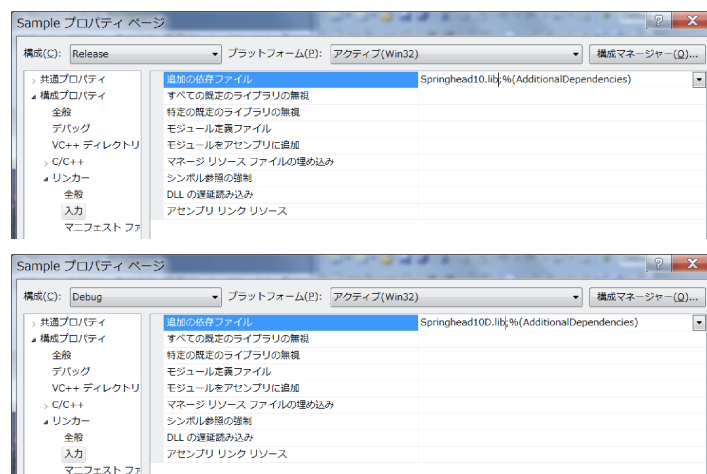 Sample プロパティ ページ
構成(C): Release プラットフォーム(P): アクティブ(Win32) 構成マネージャー(O)...
共通プロパティ 追加の依存ファイル Springhead10.lib;%(AdditionalDependencies)
構成プロパティ すべての既定のライブラリの無視
全般 特定の既定のライブラリの無視
デバッグ モジュール定義ファイル
VC++ ディレクトリ モジュールをアセンブリに追加
C/C++ マネージ リソース ファイルの埋め込み
リンカー シンボル参照の強制
全般 DLL の遅延読み込み
入力 アセンブリ リンク リソース
マニフェスト ファ
Sample プロパティ ページ
構成(C): Debug プラットフォーム(P): アクティブ(Win32) 構成マネージャー(O)...
共通プロパティ 追加の依存ファイル Springhead10D.lib;%(AdditionalDependencies)
構成プロパティ すべての既定のライブラリの無視
全般 特定の既定のライブラリの無視
デバッグ モジュール定義ファイル
VC++ ディレクトリ モジュールをアセンブリに追加
C/C++ マネージ リソース ファイルの埋め込み
リンカー シンボル参照の強制
全般 DLL の遅延読み込み
入力 アセンブリ リンク リソース
マニフェスト ファ